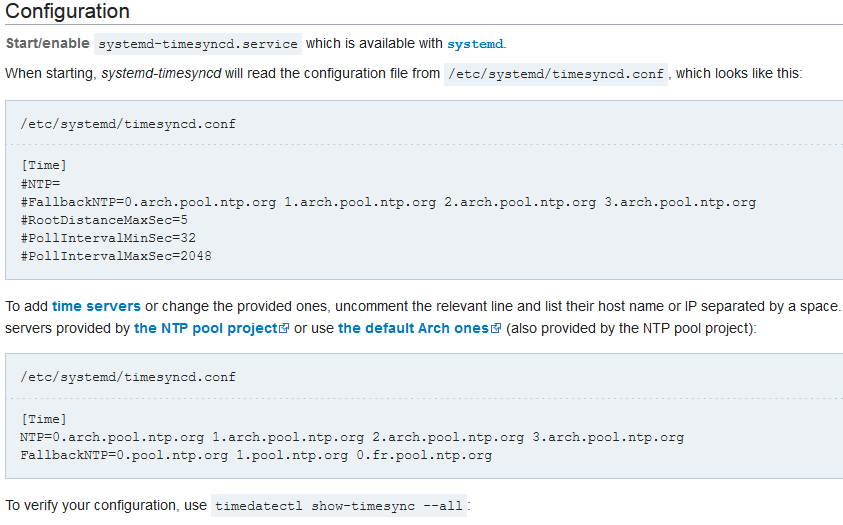 Configuration
Start/enable systemd-timesyncd.service which is available with systemd.
When starting, systemd-timesyncd will read the configuration file from /etc/systemd/timesyncd.conf, which looks like this:
/etc/systemd/timesyncd.conf
[Time]
#NTP=
#FallbackNTP=0.arch.pool.ntp.org 1.arch.pool.ntp.org 2.arch.pool.ntp.org 3.arch.pool.ntp.org
#RootDistanceMaxSec=5
#PollIntervalMinSec=32
#PollIntervalMaxSec=2048
To add time servers or change the provided ones, uncomment the relevant line and list their host name or IP separated by a space.
servers provided by the NTP pool project or use the default Arch ones (also provided by the NTP pool project):
/etc/systemd/timesyncd.conf
[Time]
NTP=0.arch.pool.ntp.org 1.arch.pool.ntp.org 2.arch.pool.ntp.org 3.arch.pool.ntp.org
FallbackNTP=0.pool.ntp.org 1.pool.ntp.org 0.fr.pool.ntp.org
To verify your configuration, use timedatectl show-timesync --all: